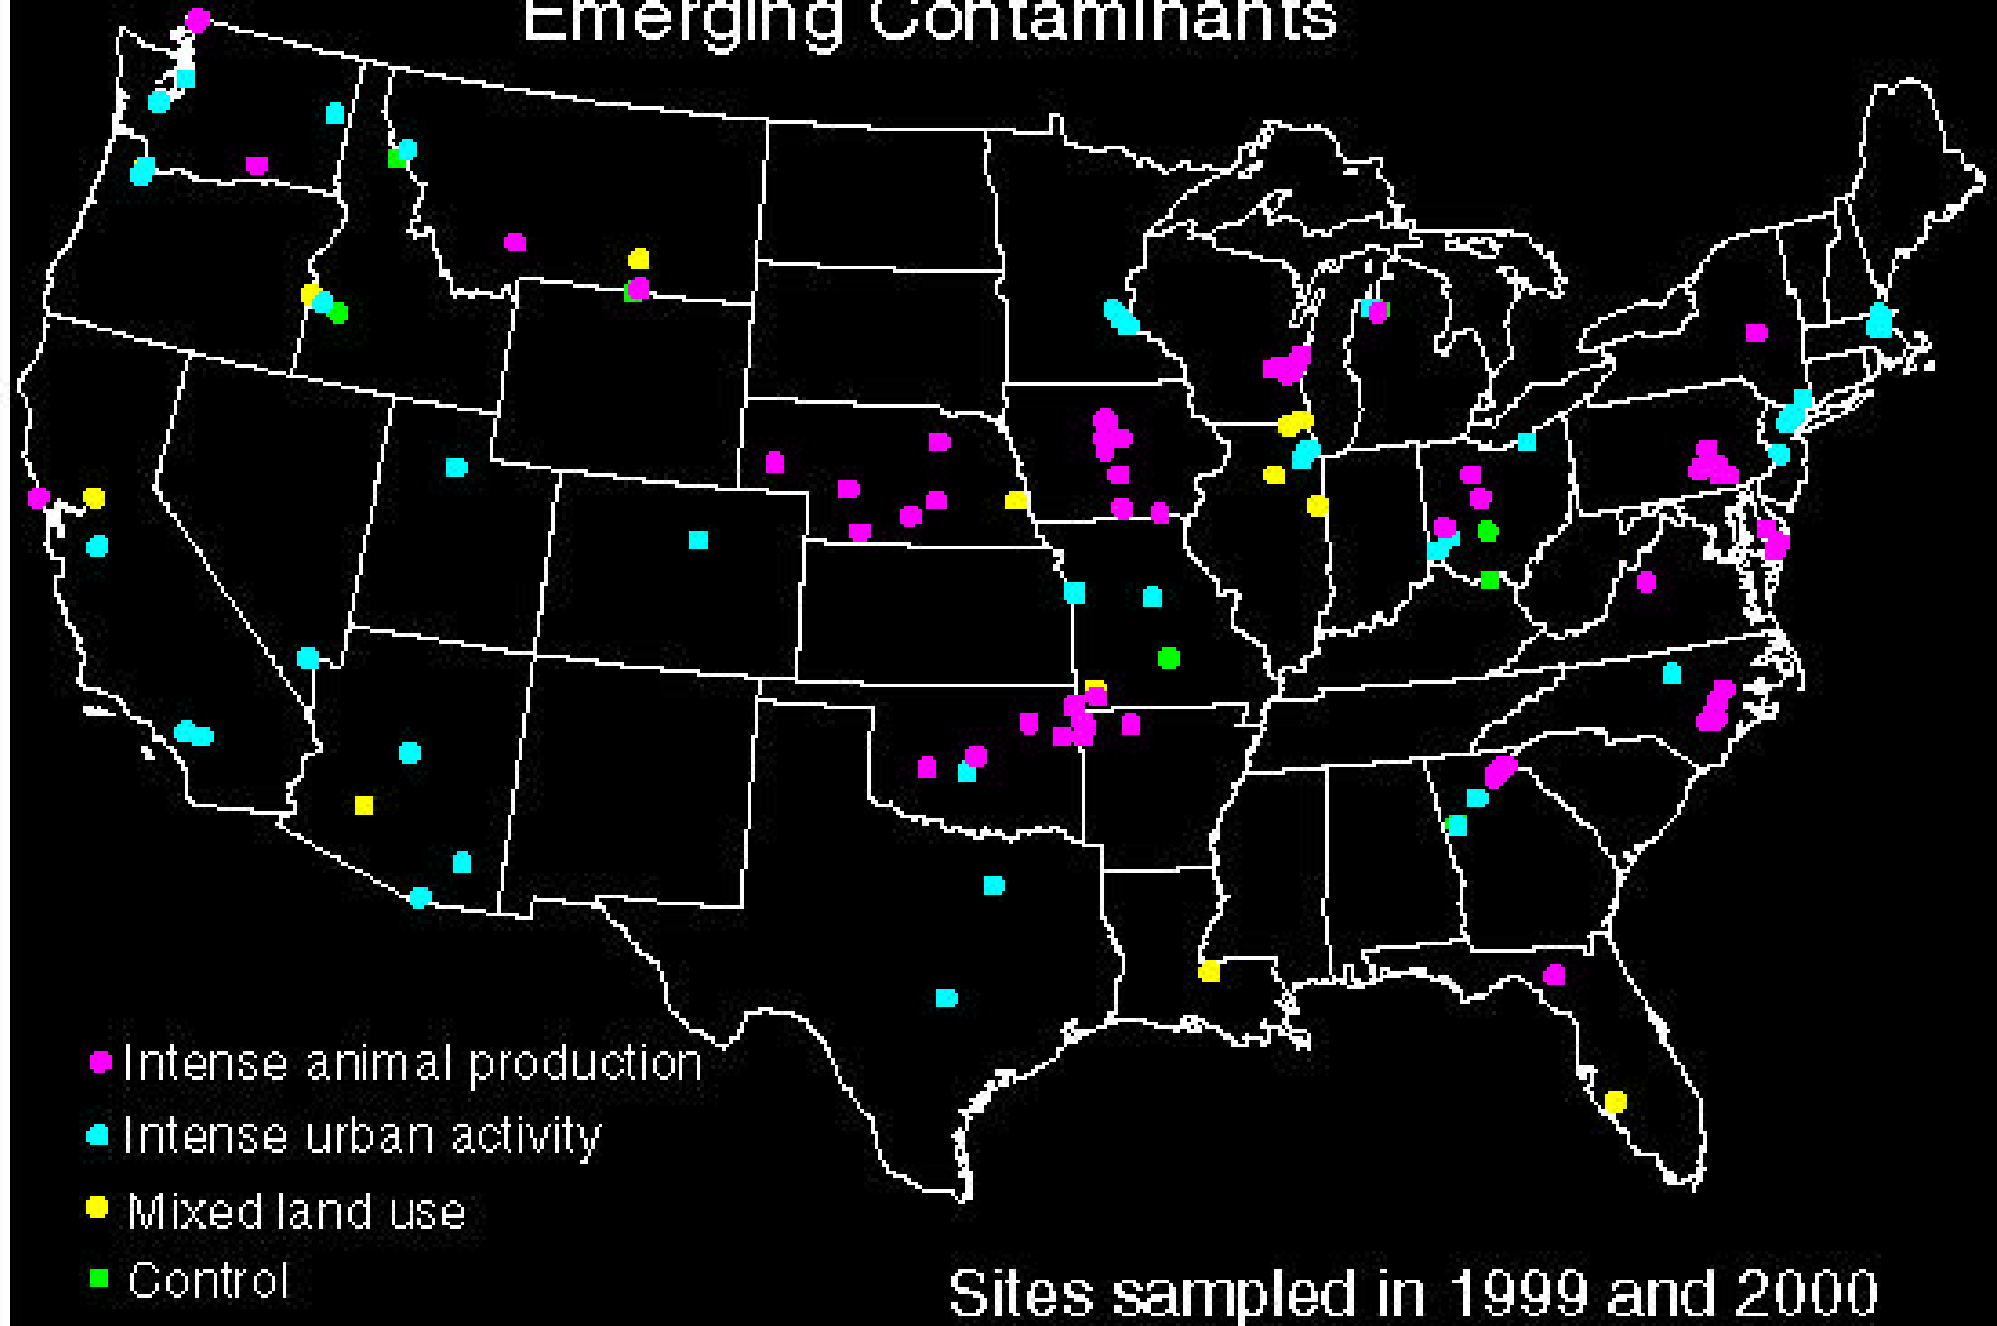 Emerging Contaminants
Intense animal production
Intense urban activity
Mixed land use
Control
Sites sampled in 1999 and 2000